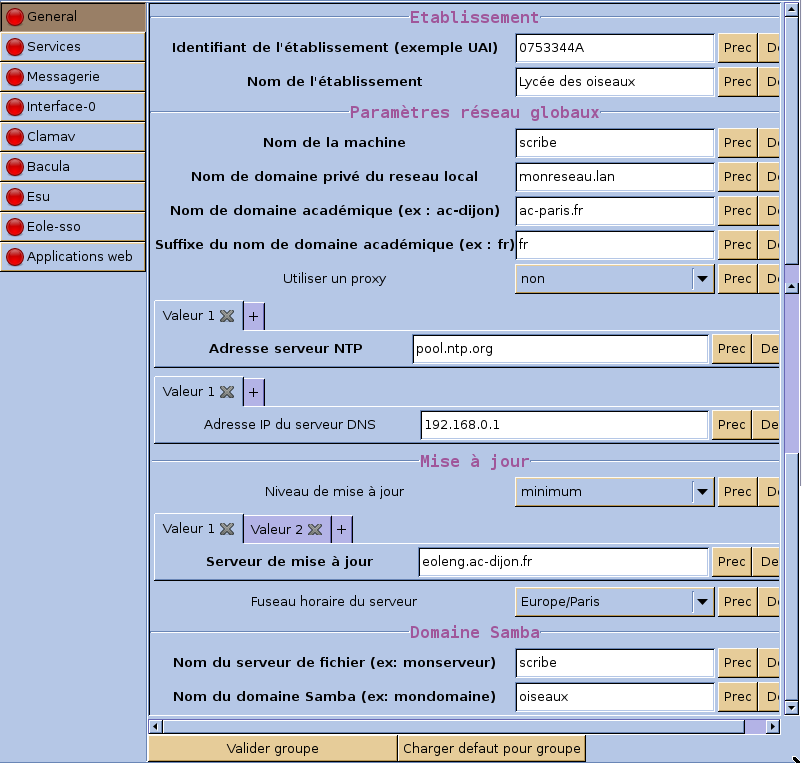 General
Services
Messagerie
Interface-0
Clamav
Bacula
Esu
Eole-sso
Applications web
Etablissement
Identifiant de l'établissement (exemple UAI) 0753344A Prec De
Nom de l'établissement Lycée des oiseaux Prec De
Paramètres réseau globaux
Nom de la machine scribe Prec De
Nom de domaine privé du reseau local monreseau.lan Prec De
Nom de domaine académique (ex : ac-dijon) ac-paris.fr Prec De
Suffixe du nom de domaine académique (ex : fr) fr Prec De
Utiliser un proxy non Prec De
Valeur 1 +
Adresse serveur NTP pool.ntp.org Prec De
Valeur 1 +
Adresse IP du serveur DNS 192.168.0.1 Prec De
Mise à jour
Niveau de mise à jour minimum Prec De
Valeur 1 Valeur 2 +
Serveur de mise à jour eoleng.ac-dijon.fr Prec De
Fuseau horaire du serveur Europe/Paris Prec De
Domaine Samba
Nom du serveur de fichier (ex: monserveur) scribe Prec De
Nom du domaine Samba (ex: mondomaine) oiseaux Prec De
Valider groupe Charger defaut pour groupe